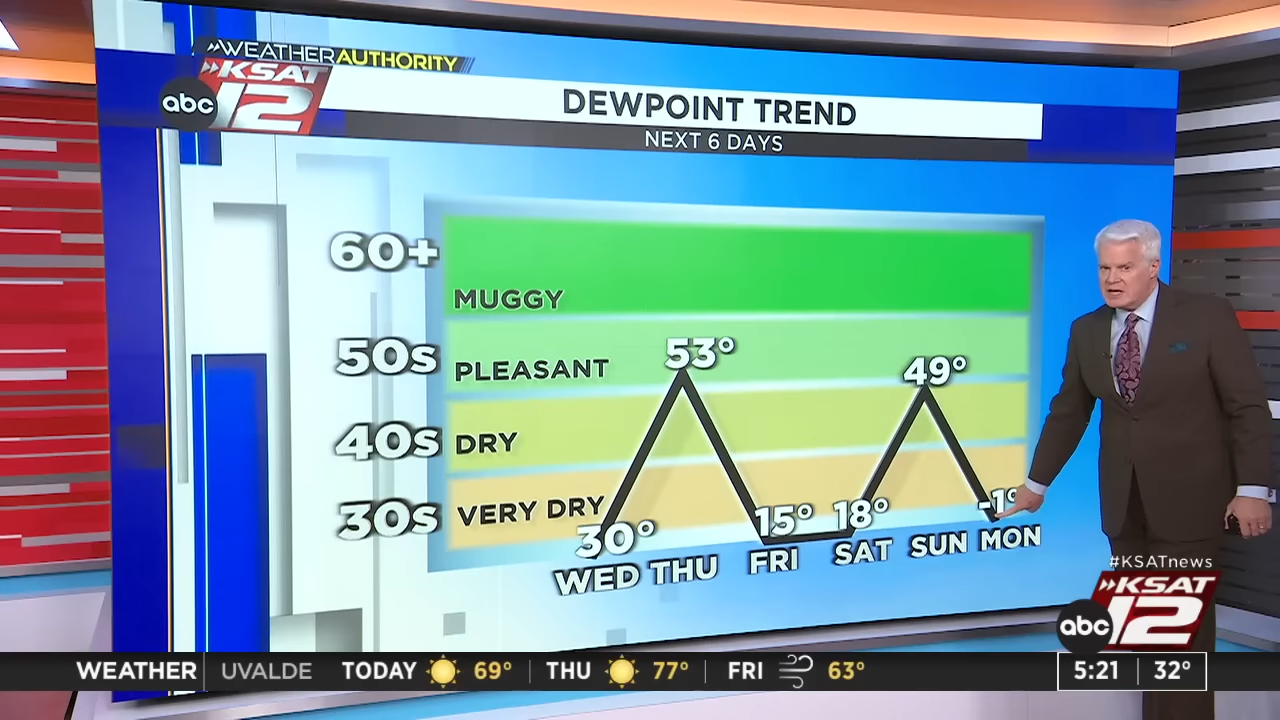 WEATHERAUTHORITY
KSAT
abc 12
DEWPOINT TREND
NEXT 6 DAYS
60+
MUGGY
50s PLEASANT 53°
49°
40s DRY
30s VERY DRY
30° 15° 18° -1°
WED THU FRI SAT SUN MON
#KSATnews
KSAT
abc 12
WEATHER UVALDE TODAY 69° THU 77° FRI 63° 5:21 32°